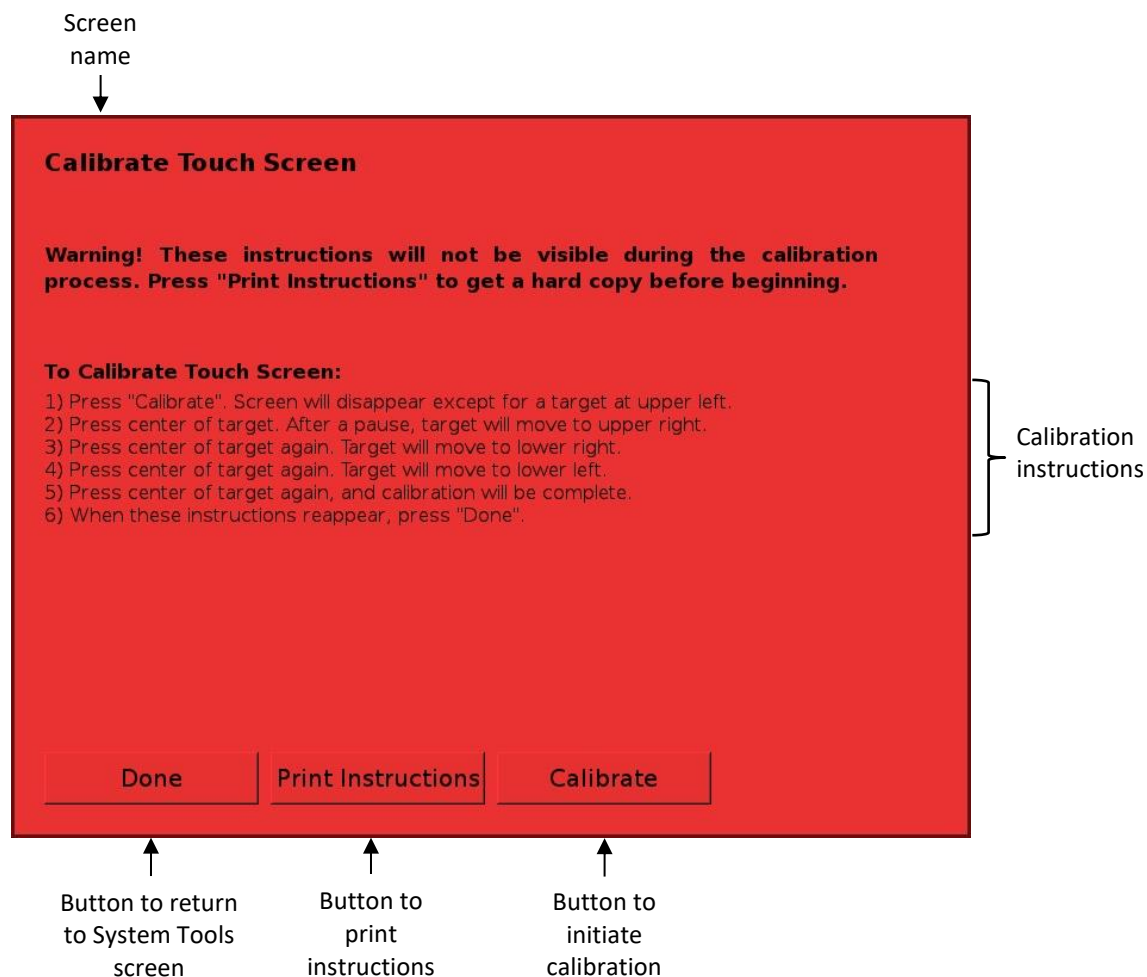 Screen
name
Calibrate Touch Screen
Warning! These instructions will not be visible during the calibration
process. Press "Print Instructions" to get a hard copy before beginning.
To Calibrate Touch Screen:
1) Press "Calibrate". Screen will disappear except for a target at upper left.
2) Press center of target. After a pause, target will move to upper right.
3) Press center of target again. Target will move to lower right.
4) Press center of target again. Target will move to lower left.
5) Press center of target again, and calibration will be complete.
6) When these instructions reappear, press "Done".
Calibration
instructions
Done
Print Instructions
Calibrate
Button to return
to System Tools
screen
Button to
print
instructions
Button to
initiate
calibration